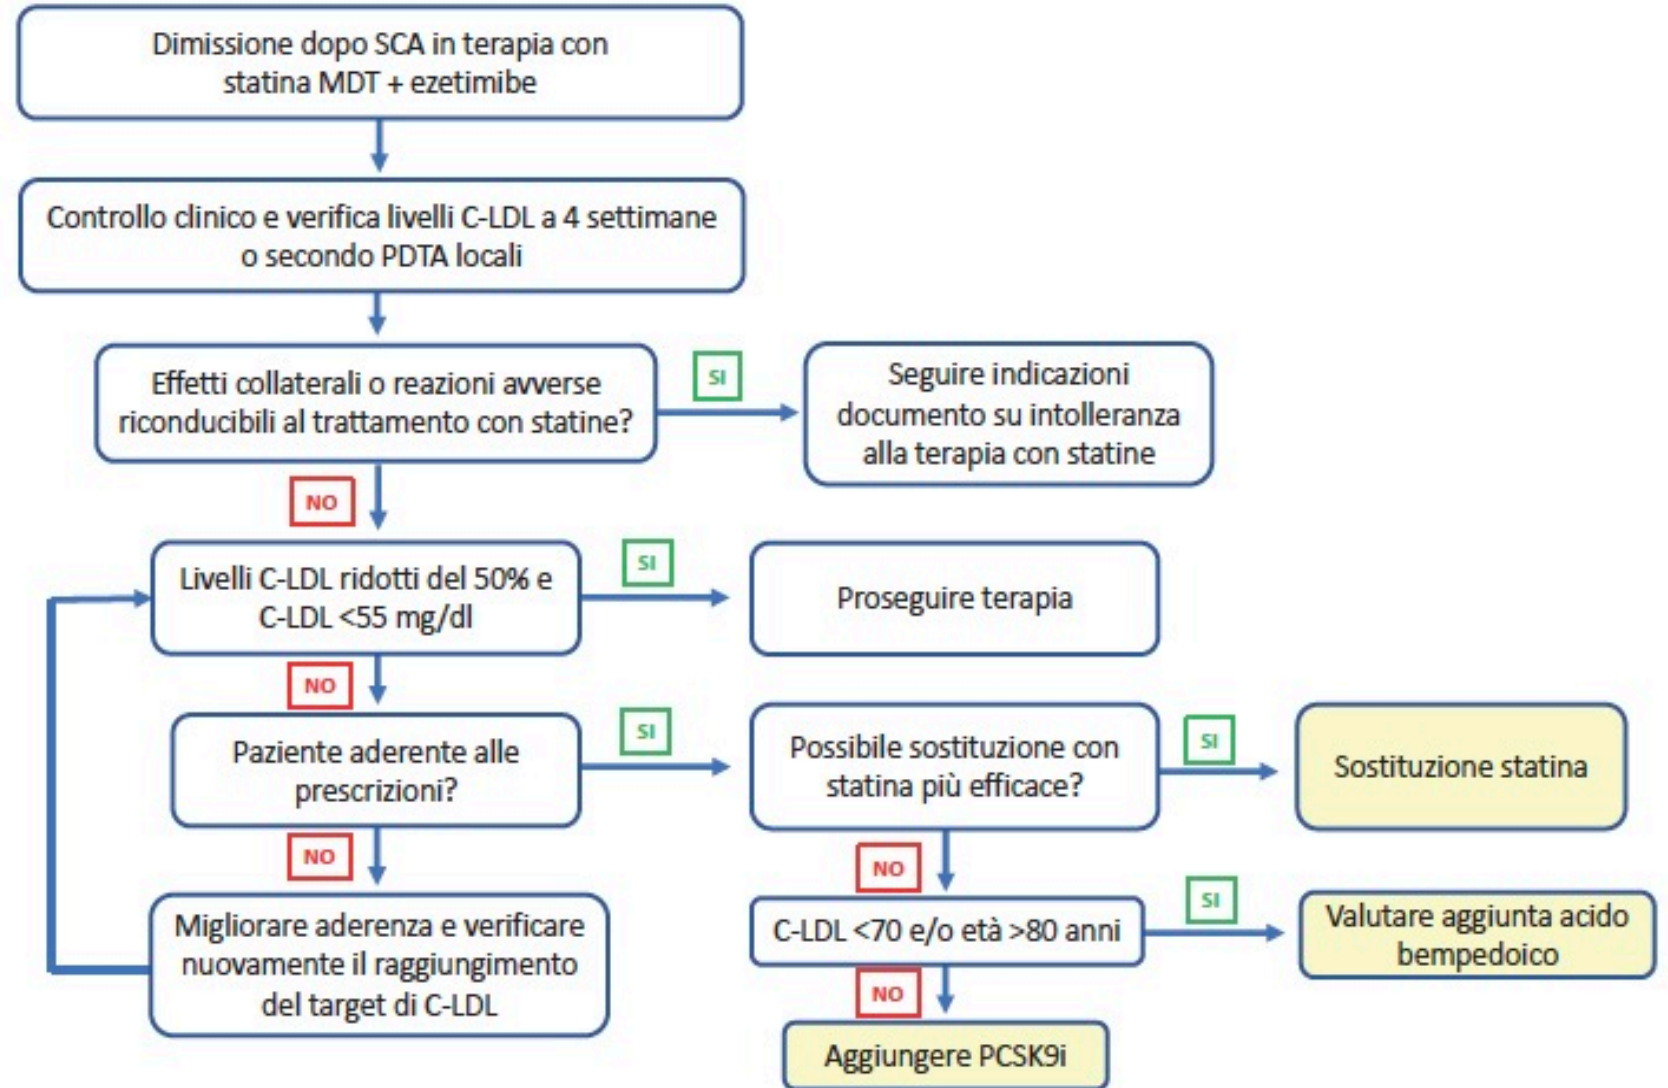 Dimissione dopo SCA in terapia con
statina MDT + ezetimibe
Controllo clinico e verifica livelli C-LDL a 4 settimane
o secondo PDTA locali
Effetti collaterali o reazioni avverse
riconducibili al trattamento con statine?
SI
Seguire indicazioni
documento su intolleranza
alla terapia con statine
NO
Livelli C-LDL ridotti del 50% e
C-LDL <55 mg/dl
SI
Proseguire terapia
NO
Paziente aderente alle
prescrizioni?
SI
Possibile sostituzione con
statina più efficace?
SI
Sostituzione statina
NO
Migliorare aderenza e verificare
nuovamente il raggiungimento
del target di C-LDL
NO
C-LDL <70 e/o età >80 anni
SI
Valutare aggiunta acido
bempedoico
NO
Aggiungere PCSK9i